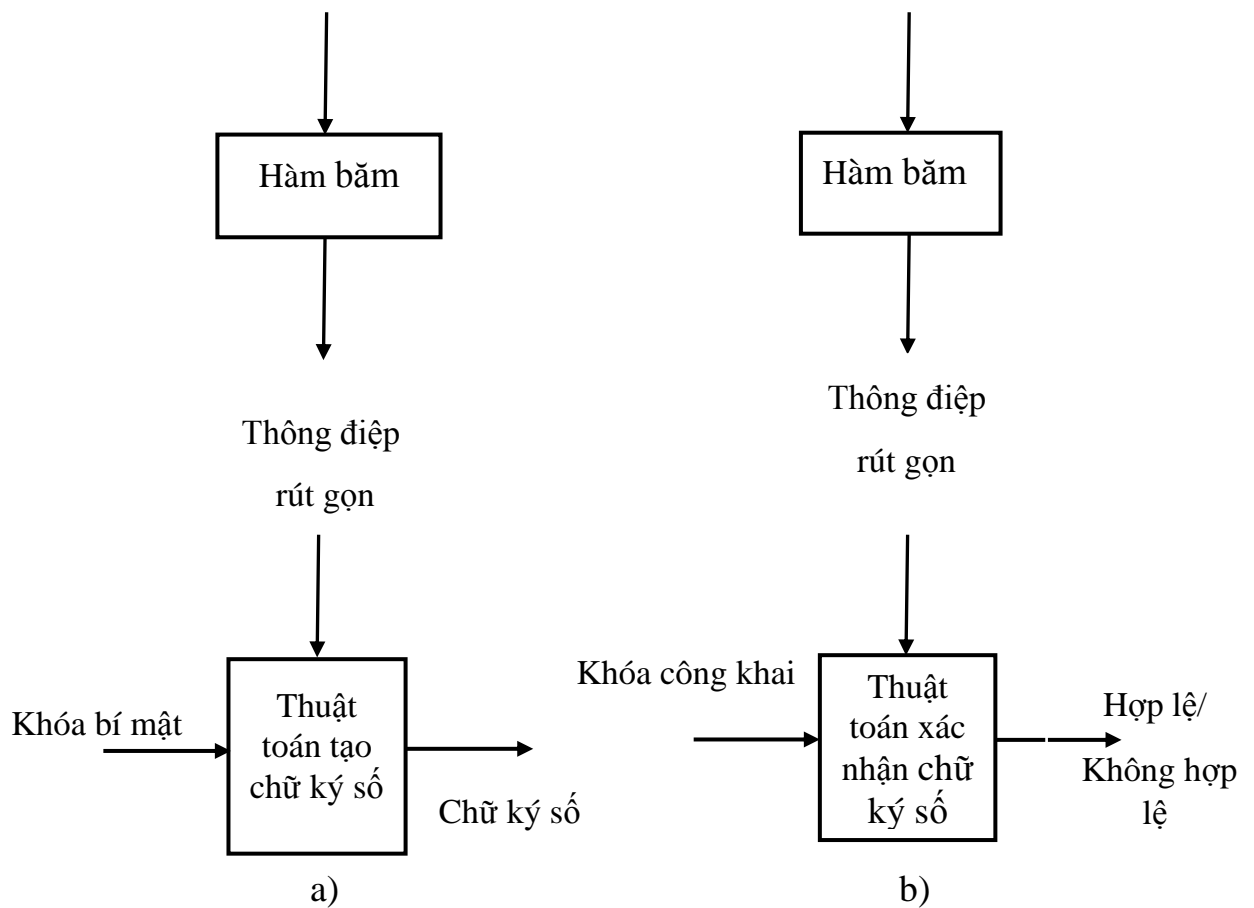 Hàm băm
Thông điệp
rút gọn
Khóa bí mật
Thuật
toán tạo
chữ ký số
Chữ ký số
a)
Hàm băm
Thông điệp
rút gọn
Khóa công khai
Thuật
toán xác
nhận chữ
ký số
Hợp lệ/
Không hợp
lệ
b)